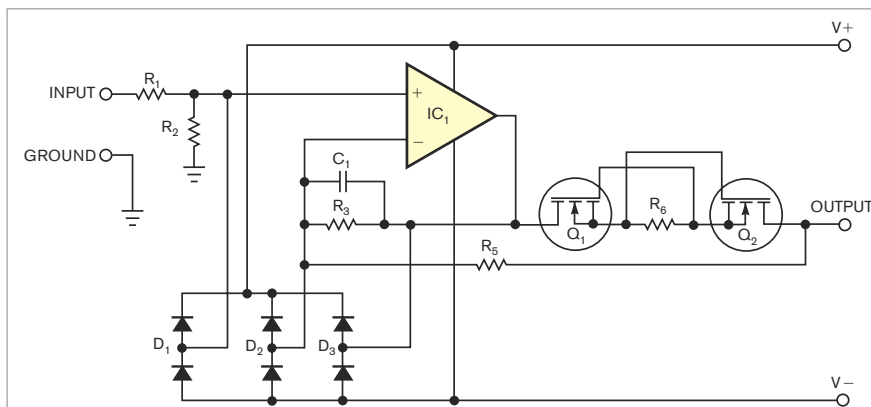 V+
INPUT
R1
+
IC1
R2
−
GROUND
C1
R3
R6
Q1
Q2
OUTPUT
R5
D1
D2
D3
V−